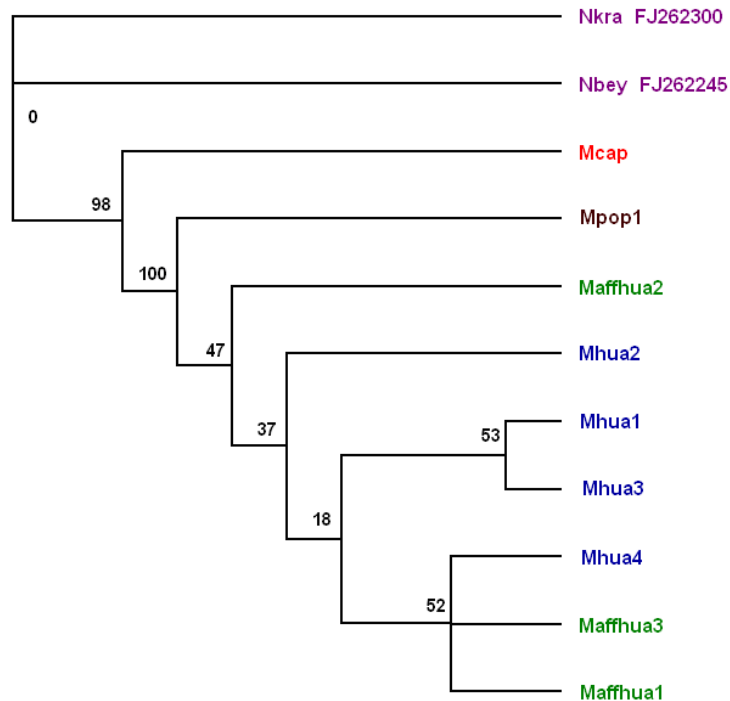 Nkra FJ262300
Nbey FJ262245
0
Mcap
98
Mpop1
100
Maffhua2
47
Mhua2
37
Mhua1
53
Mhua3
18
Mhua4
52
Maffhua3
Maffhua1